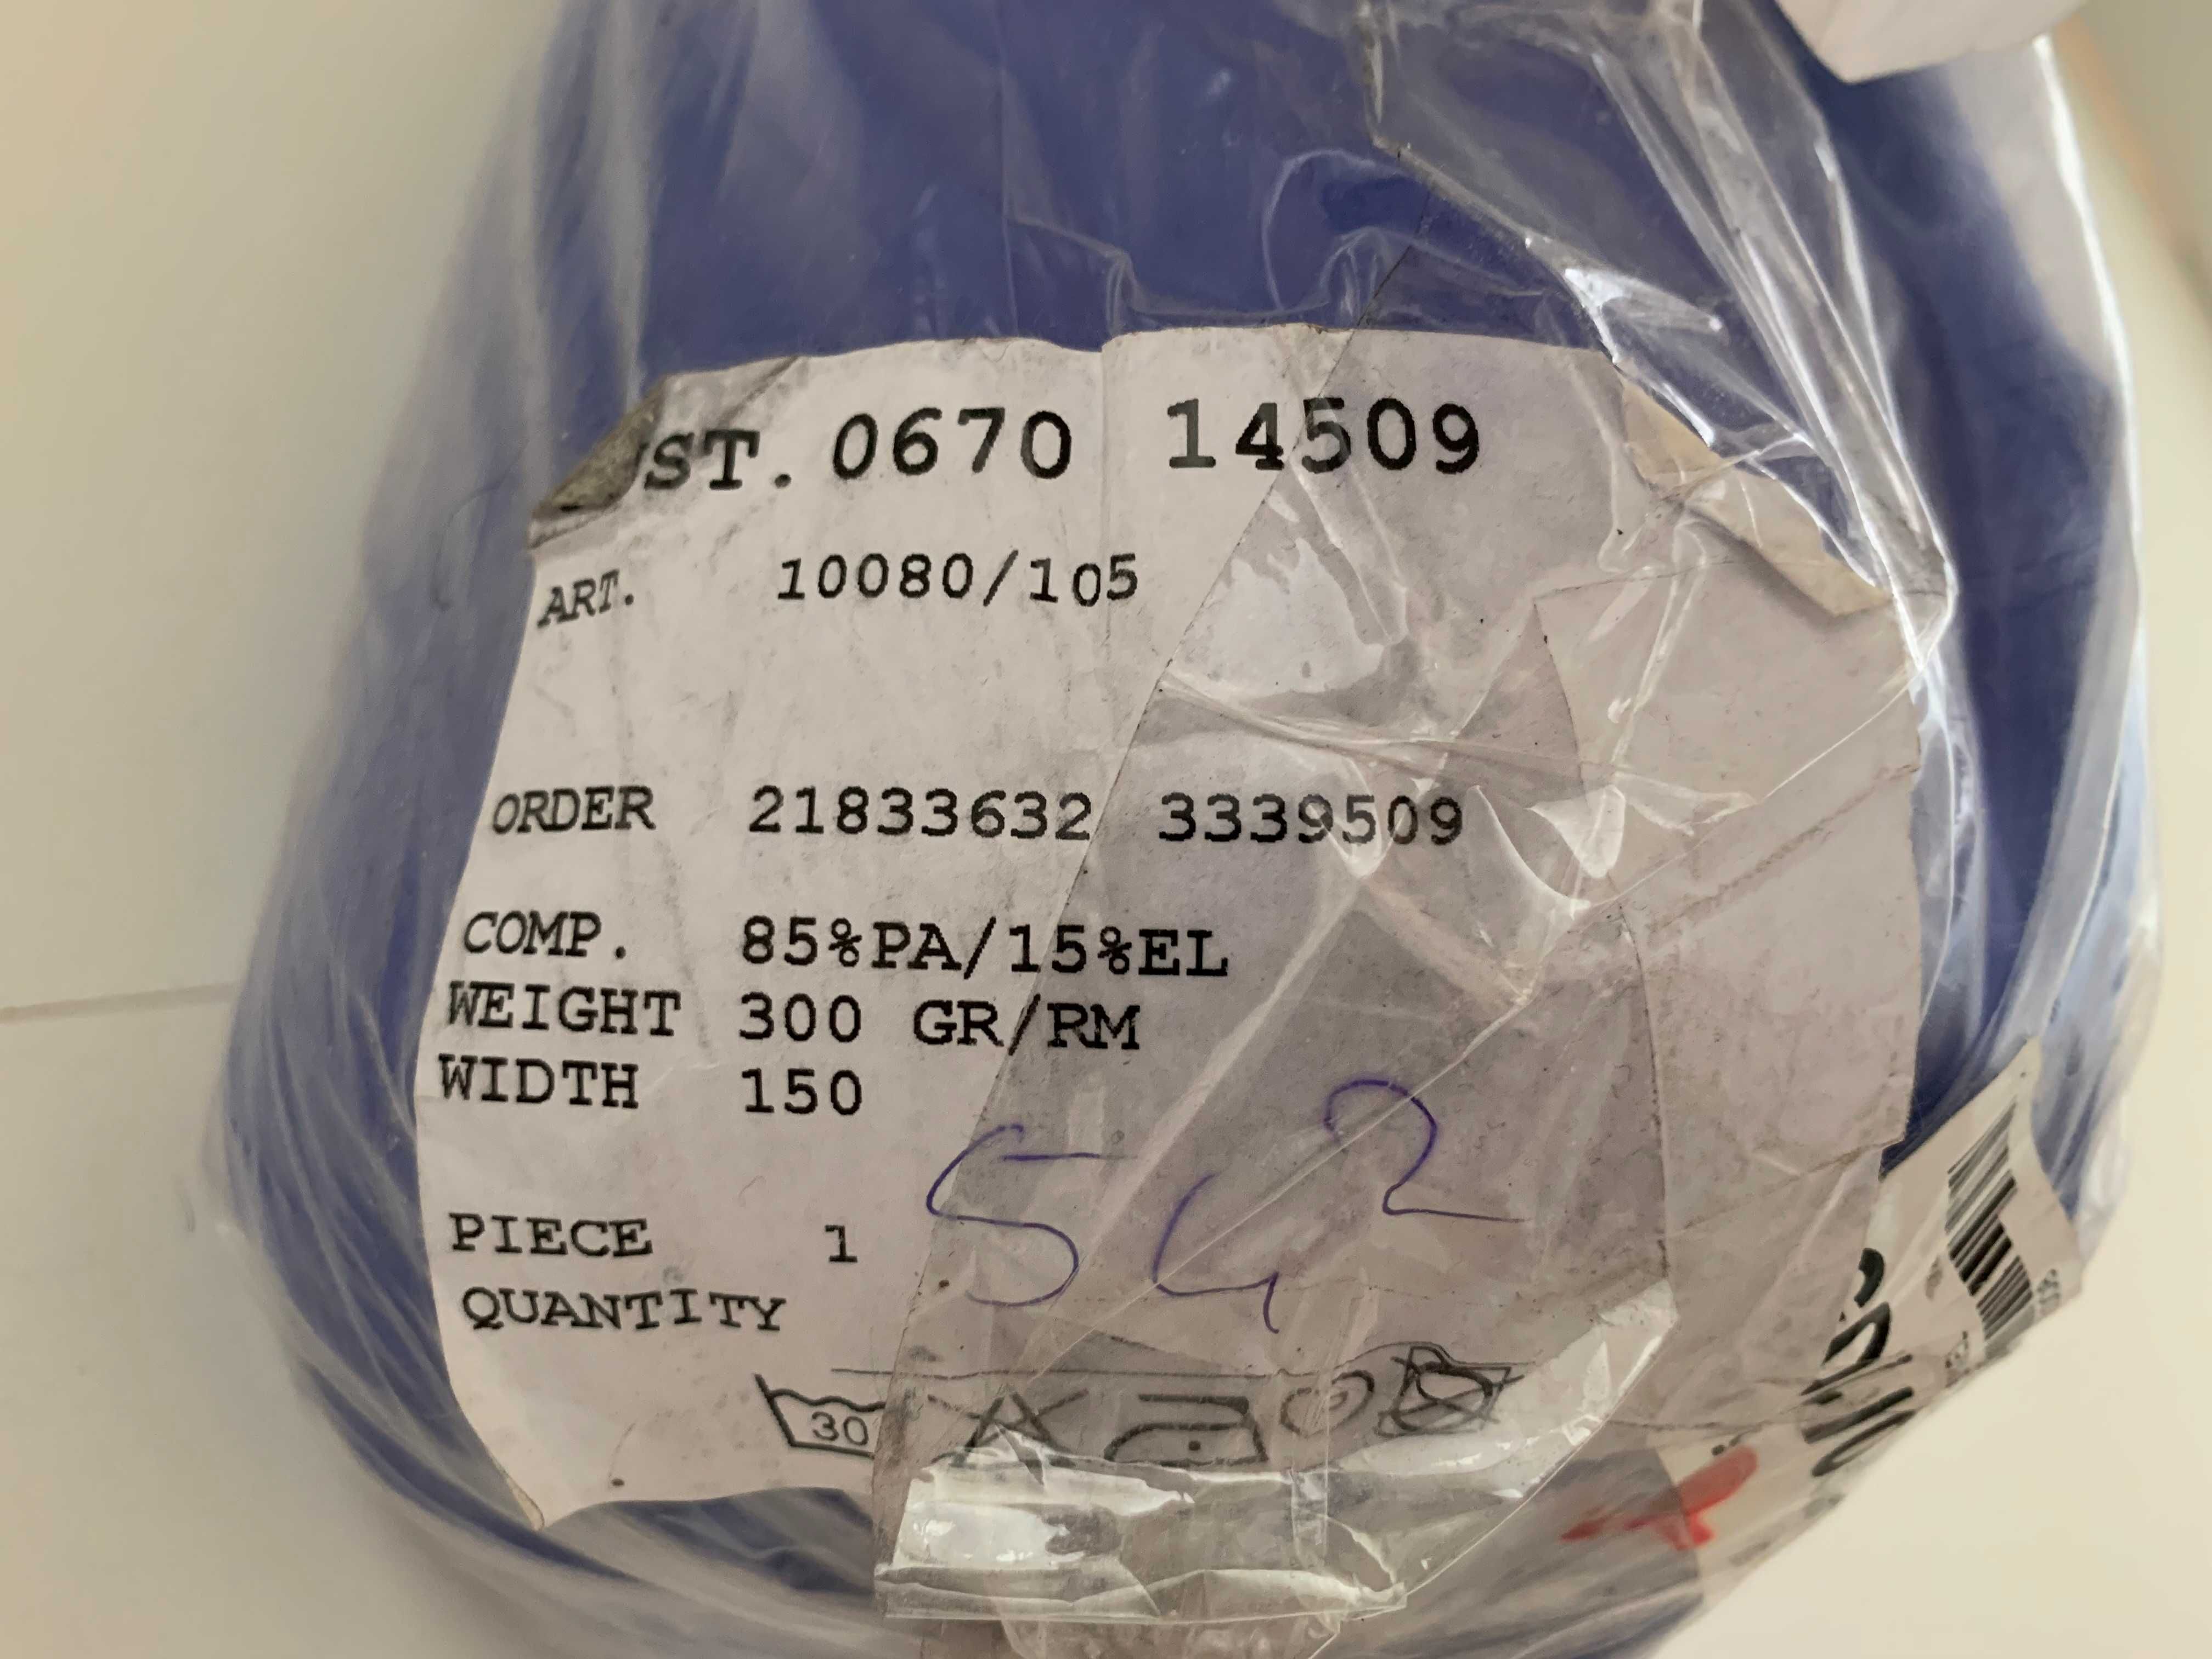 ST. 0670 14509
ART. 10080/105
ORDER 21833632 3339509
COMP. 85%PA/15%EL
WEIGHT 300 GR/RM
WIDTH 150
PIECE 1
QUANTITY
30